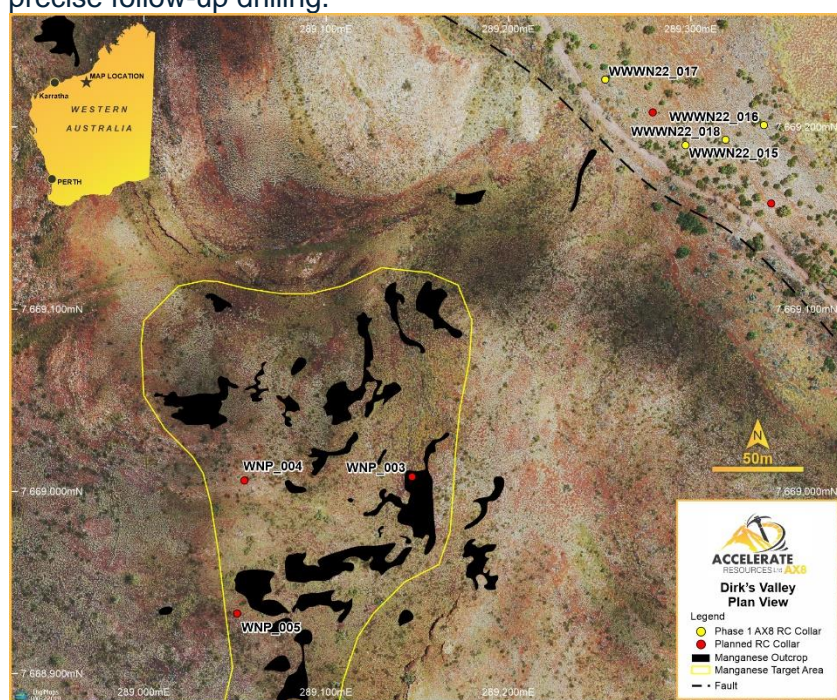 precise follow-up drilling.
289,100mE
289,200mE
289,300mE
MAP LOCATION
Karratha
WESTERN
AUSTRALIA
PERTH
WWWN22_017
WWWN22_016
7,669,200mN
WWWN22_018
WWWN22_015
7,669,100mN
7,669,100mN
WNP_004
WNP_003
7,669,000mN
7,669,000mN
N
50m
WNP_005
7,668,900mN
289,000mE
289,100mE
289,200mE
ACCELERATE
RESOURCES LTD AX8
Dirk's Valley
Plan View
Legend
Phase 1 AX8 RC Collar
Planned RC Collar
Manganese Outcrop
Manganese Target Area
Fault